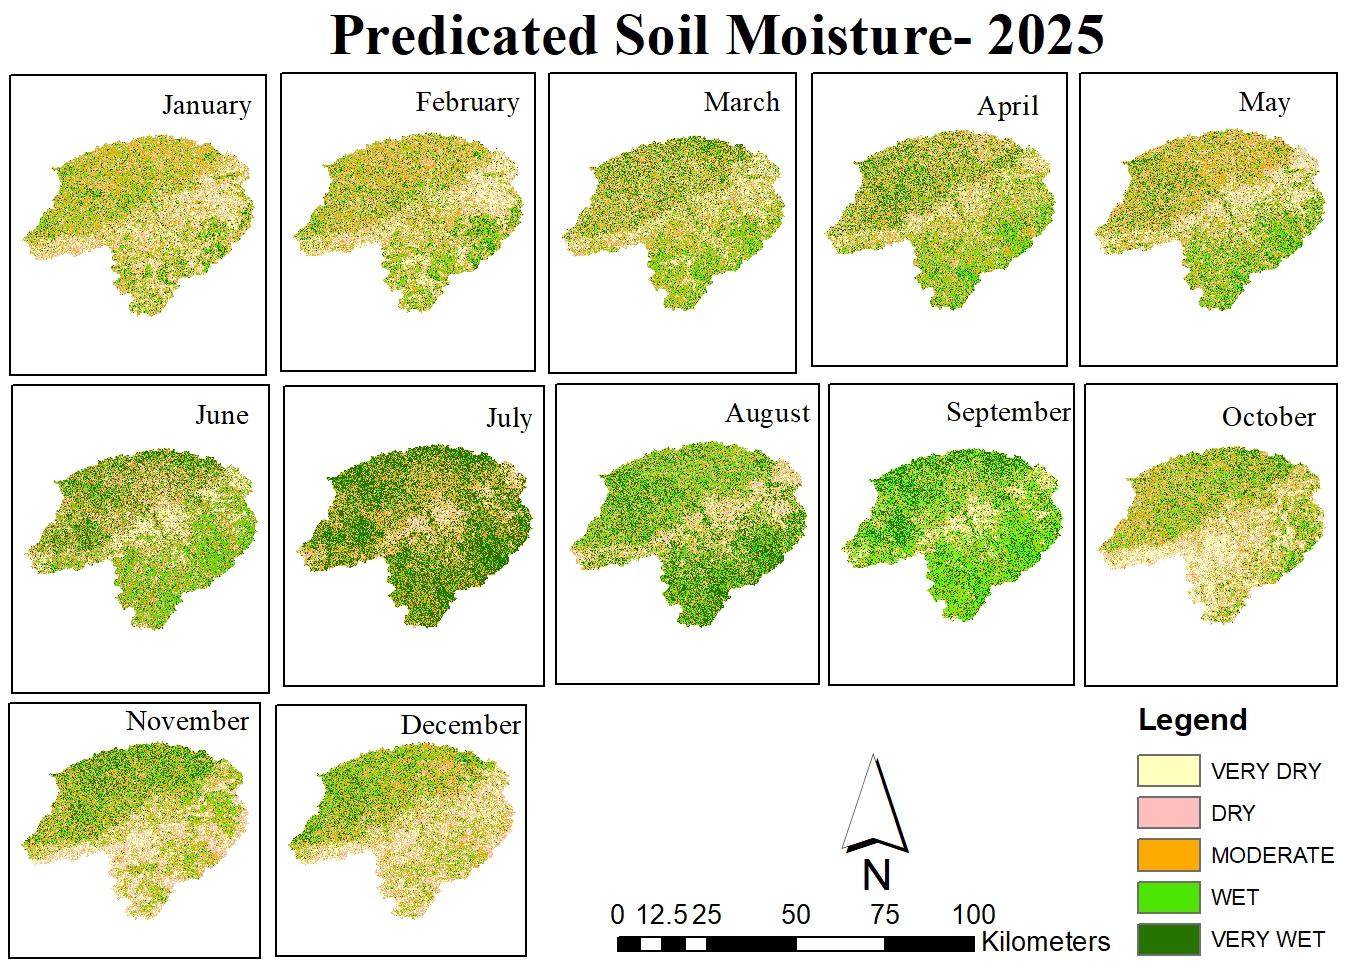 Predicated Soil Moisture- 2025
January
February
March
April
May
June
July
August
September
October
November
December
Legend
VERY DRY
DRY
MODERATE
WET
VERY WET
N
0 12.5 25 50 75 100
Kilometers